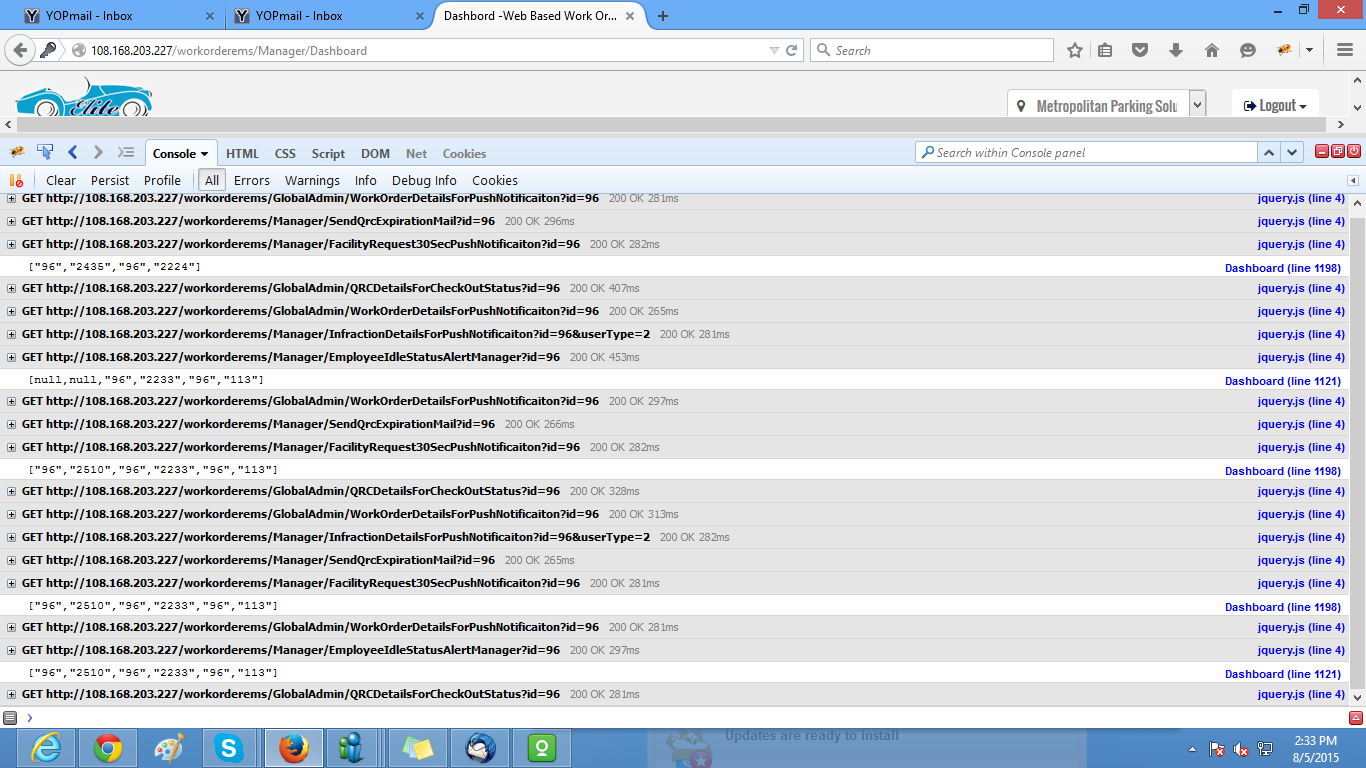 YOPmail - Inbox
YOPmail - Inbox
Dashbord -Web Based Work Or...
108.168.203.227/workorderems/Manager/Dashboard
Search
Elite
Metropolitan Parking Solu
Logout
Console
HTML
CSS
Script
DOM
Net
Cookies
Search within Console panel
Clear
Persist
Profile
All
Errors
Warnings
Info
Debug Info
Cookies
GET http://108.168.203.227/workorderems/GlobalAdmin/WorkOrderDetailsForPushNotificaiton?id=96 200 OK 281ms jquery.js (line 4)
GET http://108.168.203.227/workorderems/Manager/SendQrcExpirationMail?id=96 200 OK 296ms jquery.js (line 4)
GET http://108.168.203.227/workorderems/Manager/FacilityRequest30SecPushNotificaiton?id=96 200 OK 282ms jquery.js (line 4)
["96","2435","96","2224"] Dashboard (line 1198)
GET http://108.168.203.227/workorderems/GlobalAdmin/QRCDetailsForCheckOutStatus?id=96 200 OK 407ms jquery.js (line 4)
GET http://108.168.203.227/workorderems/GlobalAdmin/WorkOrderDetailsForPushNotificaiton?id=96 200 OK 265ms jquery.js (line 4)
GET http://108.168.203.227/workorderems/Manager/InfractionDetailsForPushNotificaiton?id=96&userType=2 200 OK 281ms jquery.js (line 4)
GET http://108.168.203.227/workorderems/Manager/EmployeeIdleStatusAlertManager?id=96 200 OK 453ms jquery.js (line 4)
[null,null,"96","2233","96","113"] Dashboard (line 1121)
GET http://108.168.203.227/workorderems/GlobalAdmin/WorkOrderDetailsForPushNotificaiton?id=96 200 OK 297ms jquery.js (line 4)
GET http://108.168.203.227/workorderems/Manager/SendQrcExpirationMail?id=96 200 OK 266ms jquery.js (line 4)
GET http://108.168.203.227/workorderems/Manager/FacilityRequest30SecPushNotificaiton?id=96 200 OK 282ms jquery.js (line 4)
["96","2510","96","2233","96","113"] Dashboard (line 1198)
GET http://108.168.203.227/workorderems/GlobalAdmin/QRCDetailsForCheckOutStatus?id=96 200 OK 328ms jquery.js (line 4)
GET http://108.168.203.227/workorderems/GlobalAdmin/WorkOrderDetailsForPushNotificaiton?id=96 200 OK 313ms jquery.js (line 4)
GET http://108.168.203.227/workorderems/Manager/InfractionDetailsForPushNotificaiton?id=96&userType=2 200 OK 282ms jquery.js (line 4)
GET http://108.168.203.227/workorderems/Manager/SendQrcExpirationMail?id=96 200 OK 265ms jquery.js (line 4)
GET http://108.168.203.227/workorderems/Manager/FacilityRequest30SecPushNotificaiton?id=96 200 OK 281ms jquery.js (line 4)
["96","2510","96","2233","96","113"] Dashboard (line 1198)
GET http://108.168.203.227/workorderems/GlobalAdmin/WorkOrderDetailsForPushNotificaiton?id=96 200 OK 281ms jquery.js (line 4)
GET http://108.168.203.227/workorderems/Manager/EmployeeIdleStatusAlertManager?id=96 200 OK 297ms jquery.js (line 4)
["96","2510","96","2233","96","113"] Dashboard (line 1121)
GET http://108.168.203.227/workorderems/GlobalAdmin/QRCDetailsForCheckOutStatus?id=96 200 OK 281ms jquery.js (line 4)
Updates are ready to install
2:33 PM
8/5/2015